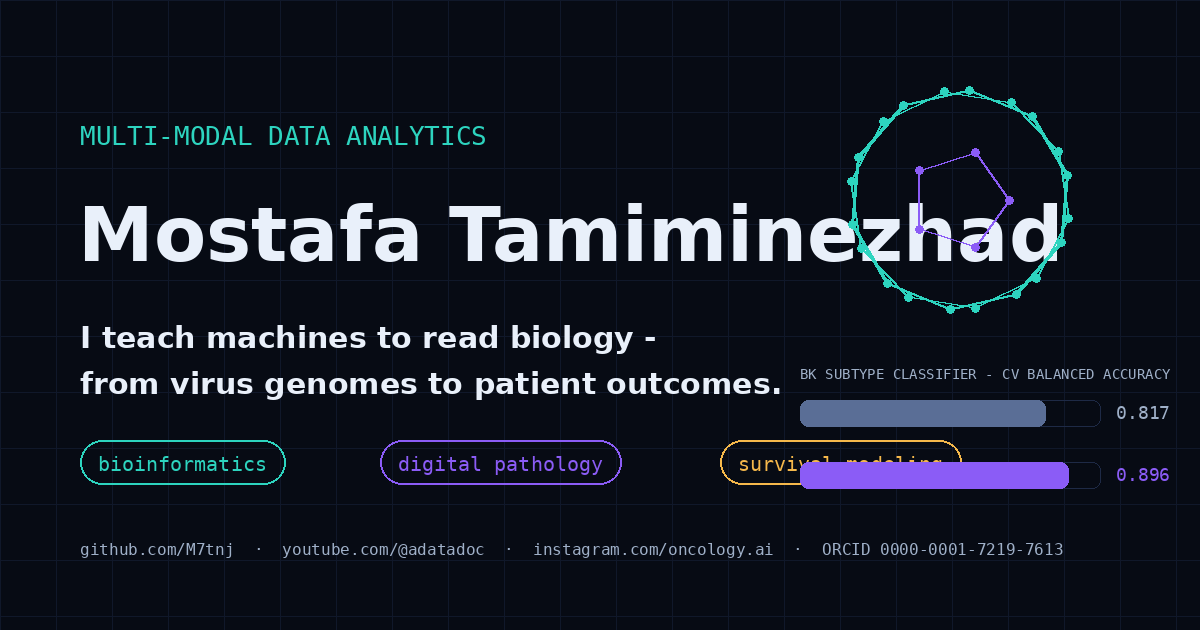 MULTI-MODAL DATA ANALYTICS
Mostafa Tamiminezhad
I teach machines to read biology -
from virus genomes to patient outcomes.
BK SUBTYPE CLASSIFIER - CV BALANCED ACCURACY
0.817
bioinformatics
digital pathology
survival modeling
0.896
github.com/M7tnj · youtube.com/@adatadoc · instagram.com/oncology.ai · ORCID 0000-0001-7219-7613